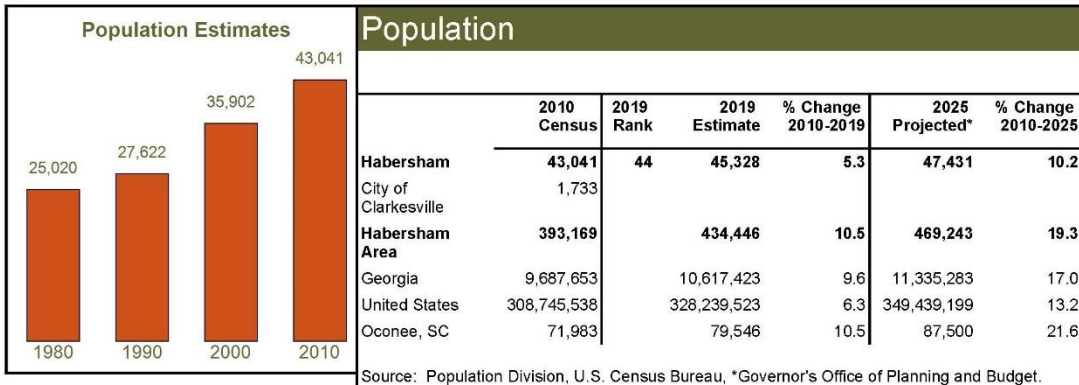 Population Estimates
43,041
35,902
27,622
25,020
1980 1990 2000 2010
Population
2010 Census 2019 Rank 2019 Estimate % Change 2010-2019 2025 Projected* % Change 2010-2025
Habersham 43,041 44 45,328 5.3 47,431 10.2
City of Clarkesville 1,733
Habersham Area 393,169 434,446 10.5 469,243 19.3
Georgia 9,687,653 10,617,423 9.6 11,335,283 17.0
United States 308,745,538 328,239,523 6.3 349,439,199 13.2
Oconee, SC 71,983 79,546 10.5 87,500 21.6
Source: Population Division, U.S. Census Bureau, *Governor's Office of Planning and Budget.